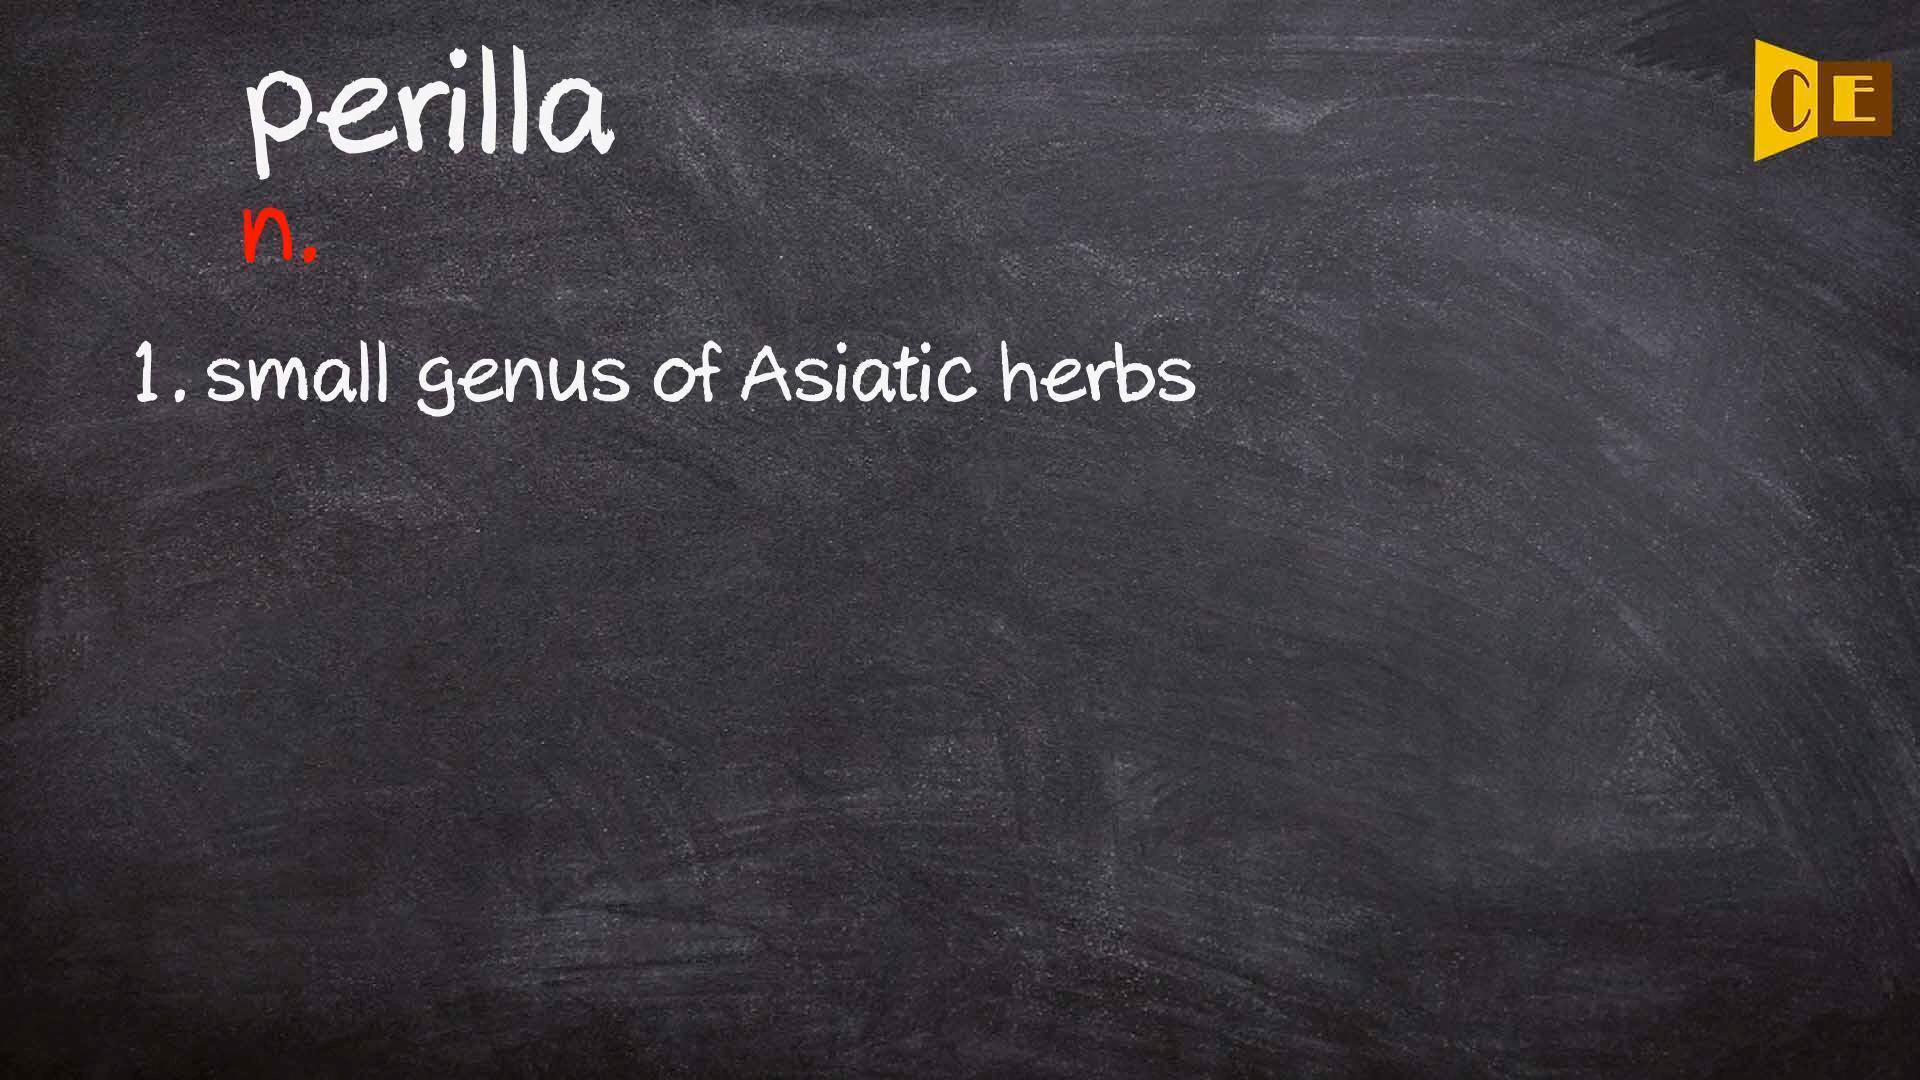 perilla
n.
1. small genus of Asiatic herbs
CE